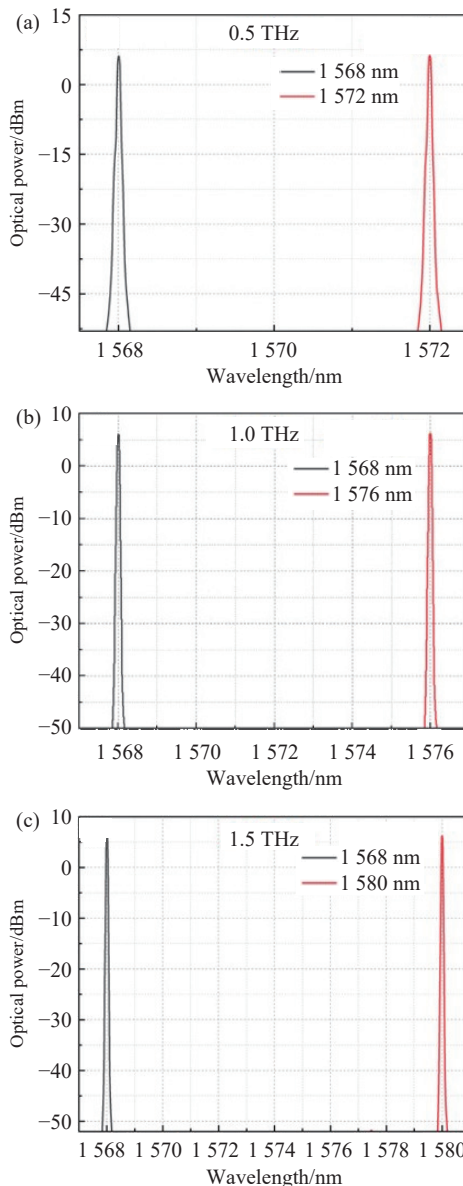 (a)
0.5 THz
1 568 nm
1 572 nm
15
0
−15
−30
−45
Optical power/dBm
1 568 1 570 1 572
Wavelength/nm
(b)
1.0 THz
1 568 nm
1 576 nm
10
0
−10
−20
−30
−40
−50
Optical power/dBm
1 568 1 570 1 572 1 574 1 576
Wavelength/nm
(c)
1.5 THz
1 568 nm
1 580 nm
10
0
−10
−20
−30
−40
−50
Optical power/dBm
1 568 1 570 1 572 1 574 1 576 1 578 1 580
Wavelength/nm